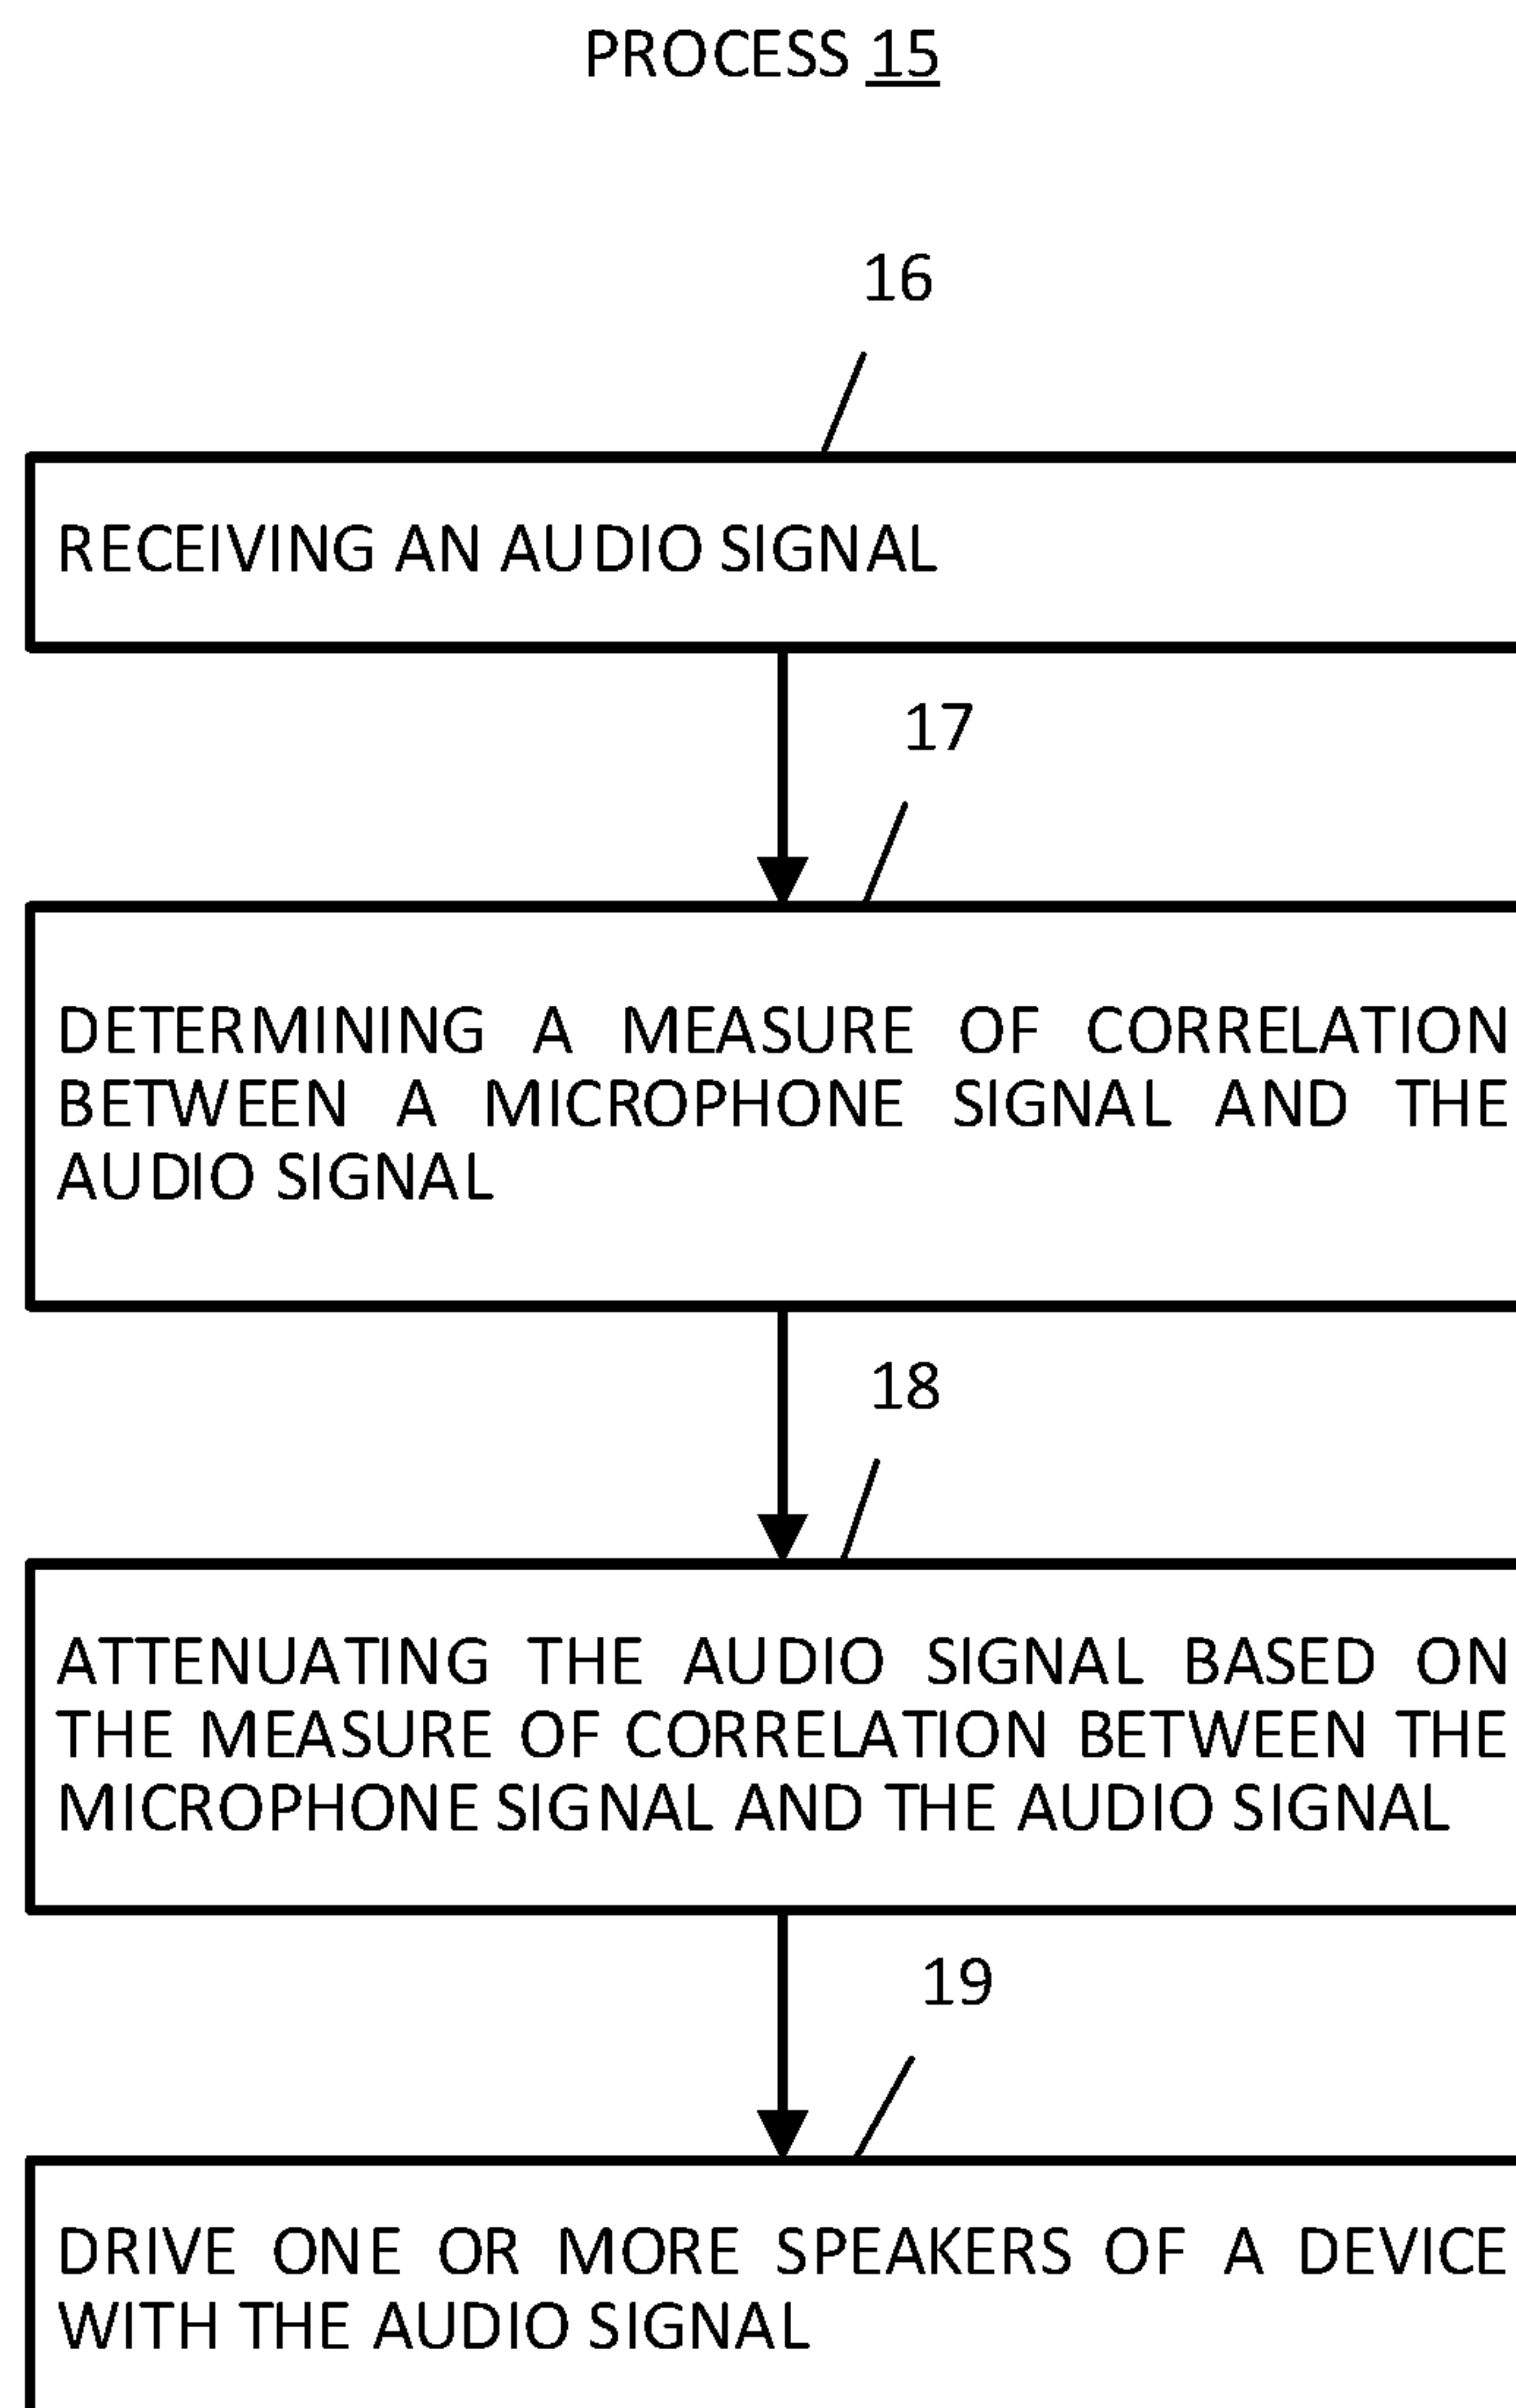 PROCESS 15
16
RECEIVING AN AUDIO SIGNAL
17
DETERMINING A MEASURE OF CORRELATION
BETWEEN A MICROPHONE SIGNAL AND THE
AUDIO SIGNAL
18
ATTENUATING THE AUDIO SIGNAL BASED ON
THE MEASURE OF CORRELATION BETWEEN THE
MICROPHONE SIGNAL AND THE AUDIO SIGNAL
19
DRIVE ONE OR MORE SPEAKERS OF A DEVICE
WITH THE AUDIO SIGNAL